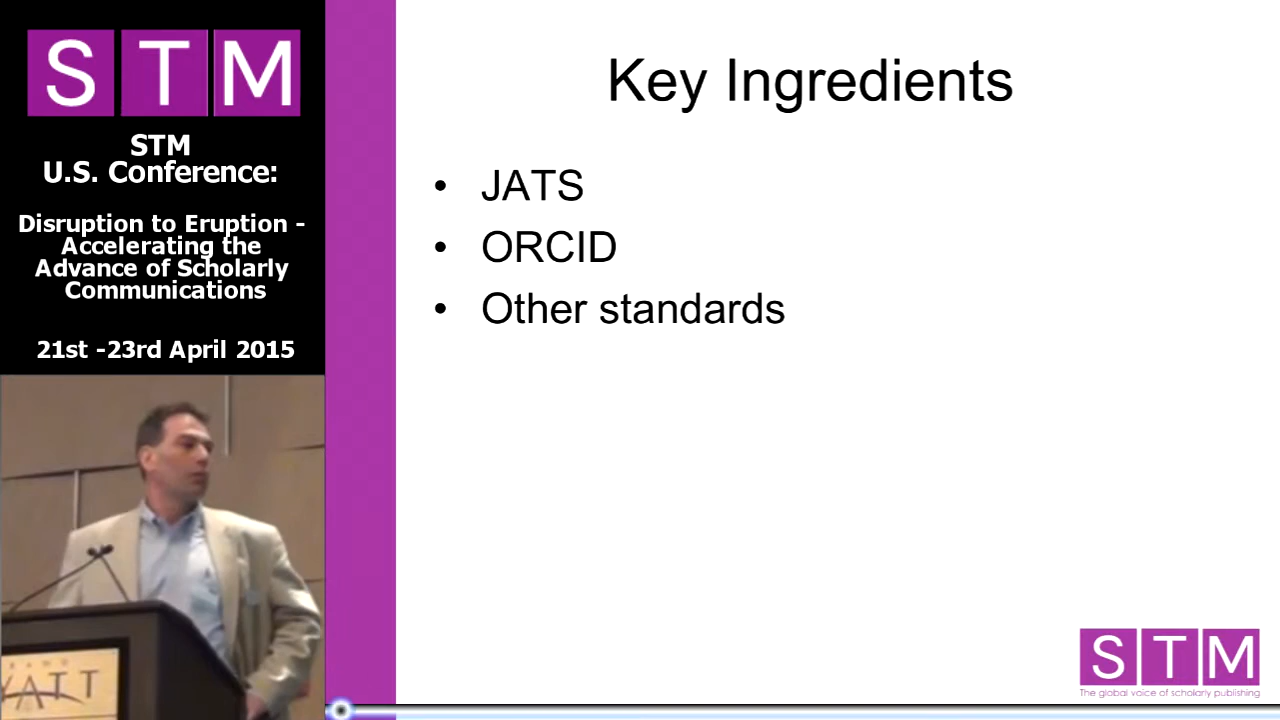 STM
STM
U.S. Conference:
Disruption to Eruption -
Accelerating the
Advance of Scholarly
Communications
21st -23rd April 2015
Key Ingredients
• JATS
• ORCID
• Other standards
STM
The global voice of scholarly publishing